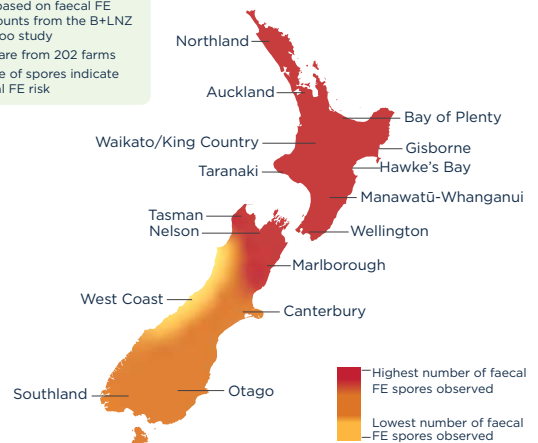 based on faecal FE
ounts from the B+LNZ
oo study
are from 202 farms
e of spores indicate
l FE risk
Northland
Auckland
Bay of Plenty
Waikato/King Country
Gisborne
Taranaki
Hawke's Bay
Manawatū-Whanganui
Tasman
Nelson
Wellington
Marlborough
West Coast
Canterbury
Southland
Otago
Highest number of faecal
FE spores observed
Lowest number of faecal
FE spores observed